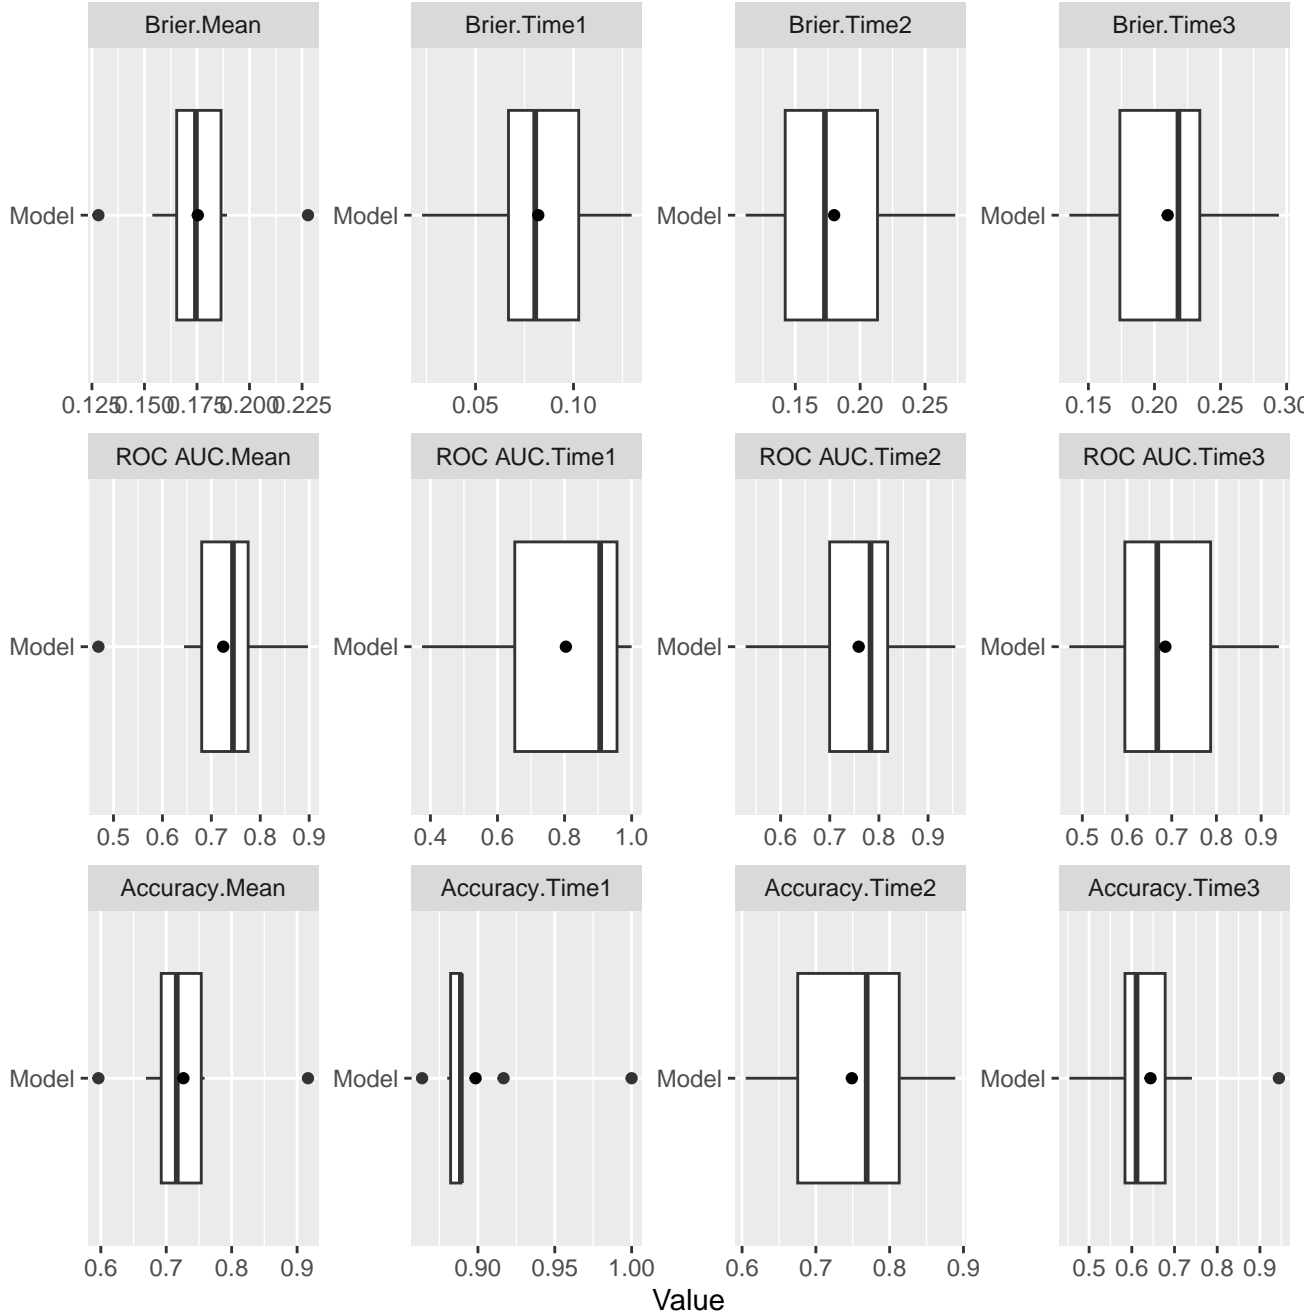 Brier.Mean Brier.Time1 Brier.Time2 Brier.Time3
Model Model Model Model
0.125 0.150 0.175 0.200 0.225 0.05 0.10 0.15 0.20 0.25 0.15 0.20 0.25 0.30
ROC AUC.Mean ROC AUC.Time1 ROC AUC.Time2 ROC AUC.Time3
Model Model Model Model
0.5 0.6 0.7 0.8 0.9 0.4 0.6 0.8 1.0 0.6 0.7 0.8 0.9 0.5 0.6 0.7 0.8 0.9
Accuracy.Mean Accuracy.Time1 Accuracy.Time2 Accuracy.Time3
Model Model Model Model
0.6 0.7 0.8 0.9 0.90 0.95 1.00 0.6 0.7 0.8 0.9 0.5 0.6 0.7 0.8 0.9
Value